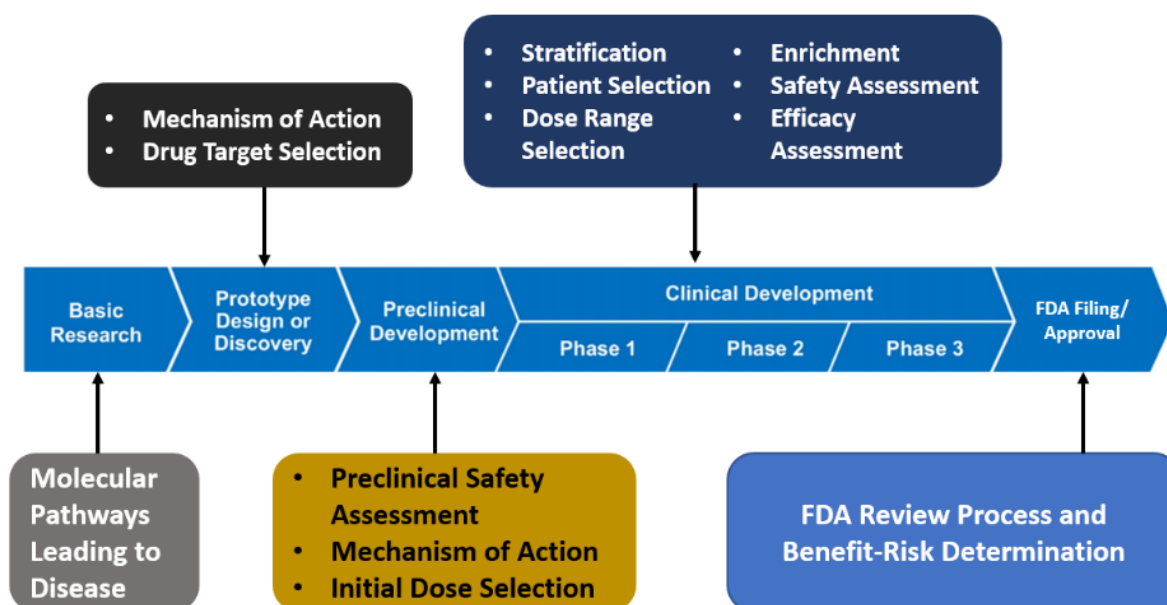 • Stratification
• Patient Selection
• Dose Range
Selection
• Enrichment
• Safety Assessment
• Efficacy
Assessment
• Mechanism of Action
• Drug Target Selection
Basic
Research
Prototype
Design or
Discovery
Preclinical
Development
Clinical Development
Phase 1
Phase 2
Phase 3
FDA Filing/
Approval
Molecular
Pathways
Leading to
Disease
• Preclinical Safety
Assessment
• Mechanism of Action
• Initial Dose Selection
FDA Review Process and
Benefit-Risk Determination